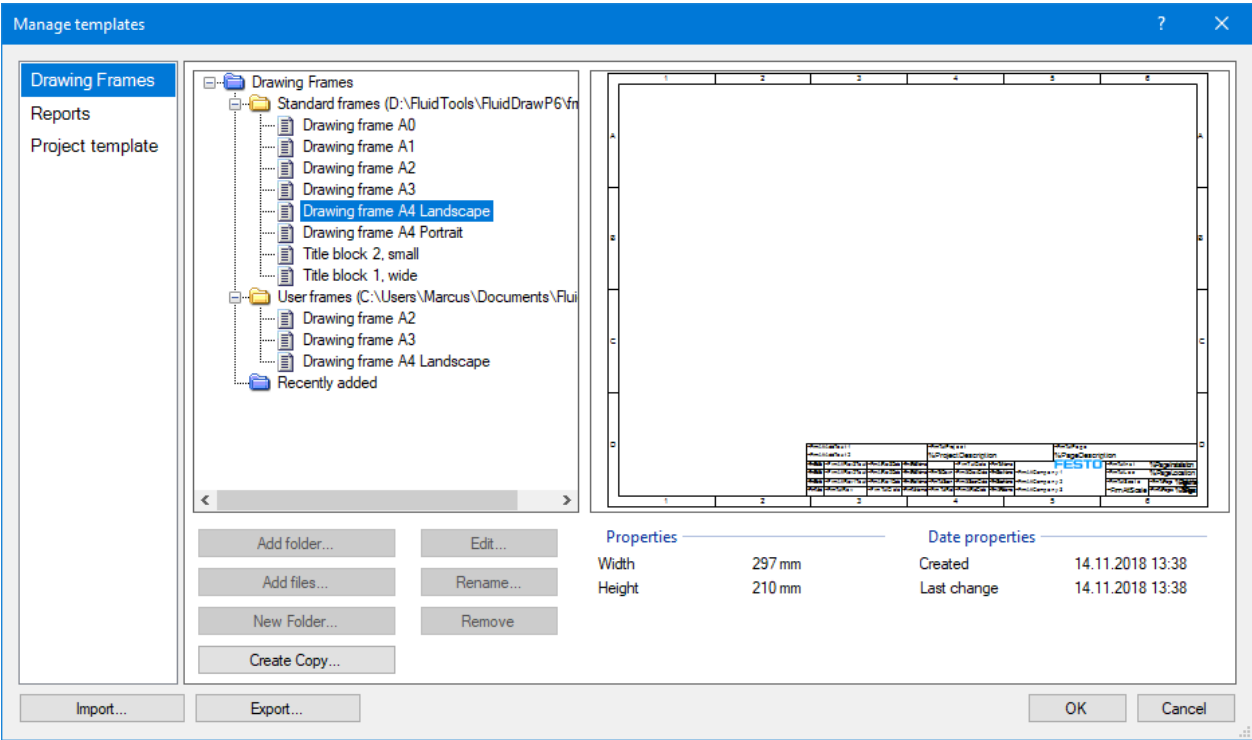 Manage templates
?
Drawing Frames
Reports
Project template
Drawing Frames
Standard frames (D:\FluidTools\FluidDrawP6\fr
Drawing frame A0
Drawing frame A1
Drawing frame A2
Drawing frame A3
Drawing frame A4 Landscape
Drawing frame A4 Portrait
Title block 2, small
Title block 1, wide
User frames (C:\Users\Marcus\Documents\Flui
Drawing frame A2
Drawing frame A3
Drawing frame A4 Landscape
Recently added
1 2 3 4 5 6
A A
B B
C C
D D
%ProjectDescription %PageDescription
FESTO
1 2 3 4 5 6
Add folder... Edit...
Add files... Rename...
New Folder... Remove
Create Copy...
Properties
Width 297 mm
Height 210 mm
Date properties
Created 14.11.2018 13:38
Last change 14.11.2018 13:38
Import... Export... OK Cancel